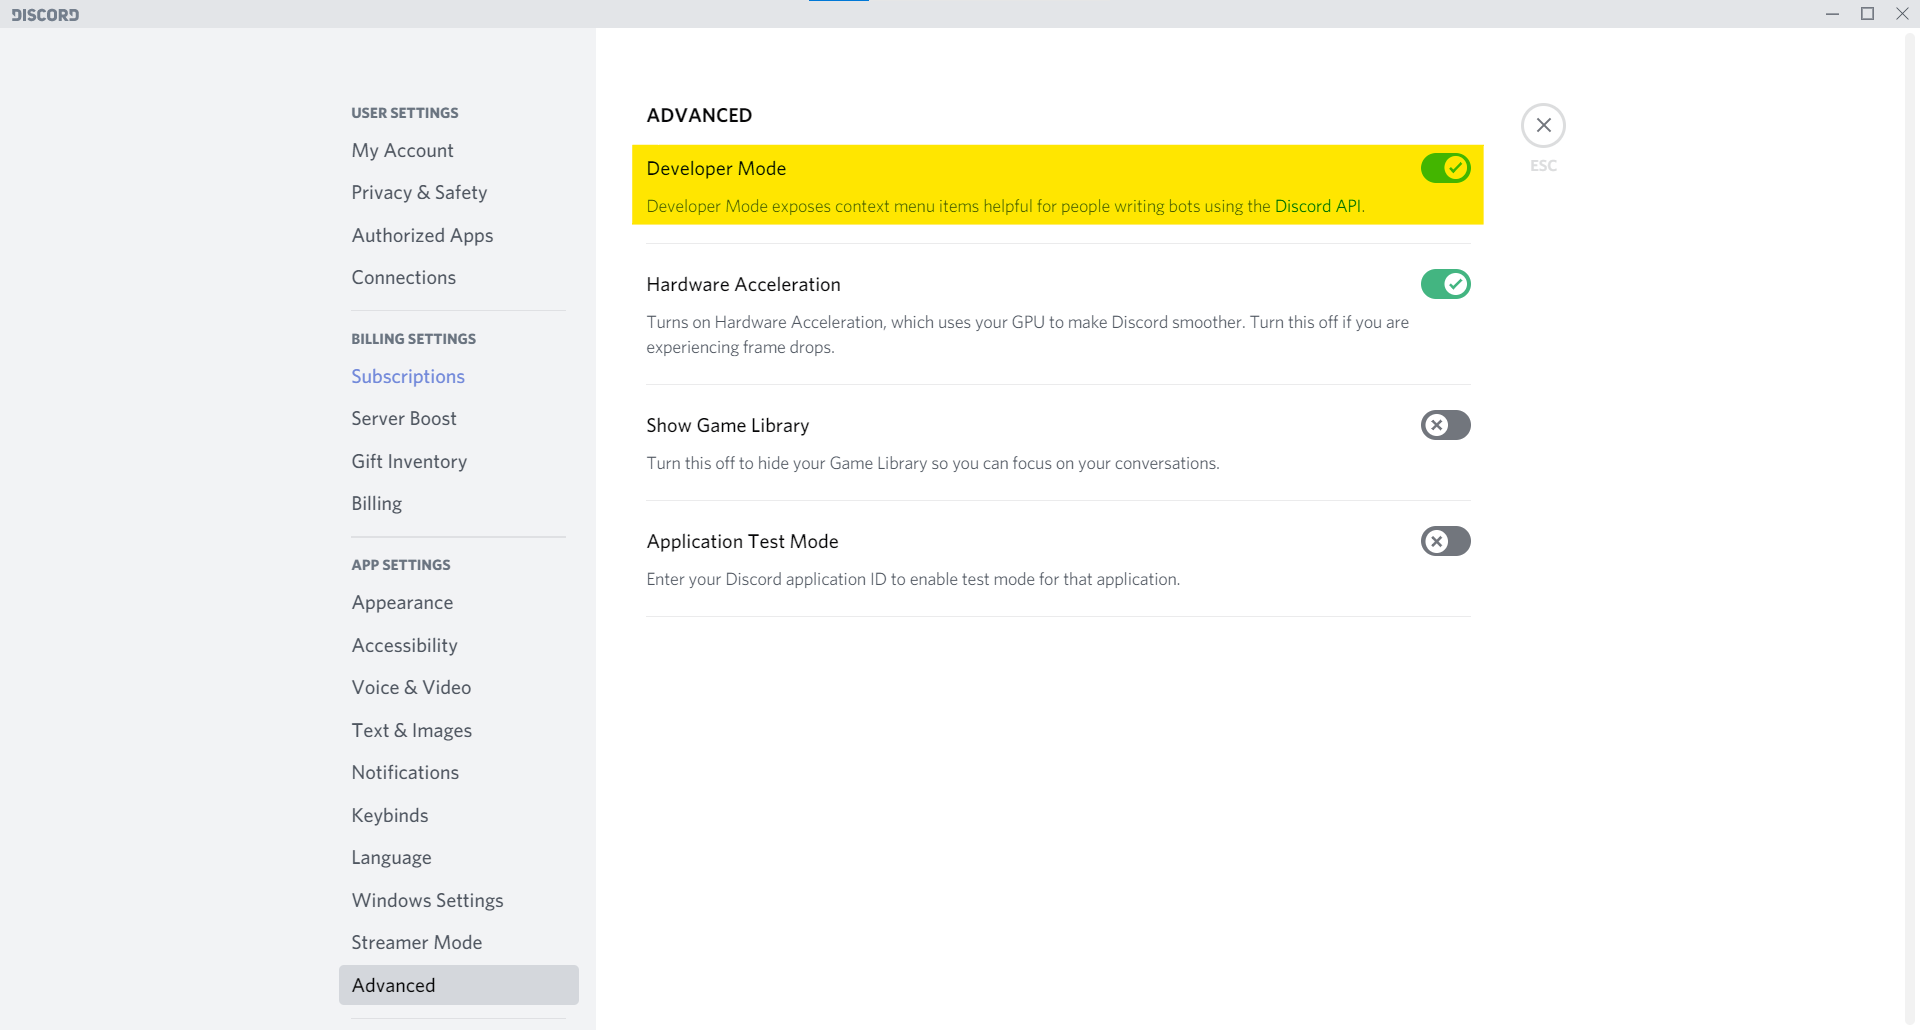 DISCORD
USER SETTINGS
My Account
Privacy & Safety
Authorized Apps
Connections
BILLING SETTINGS
Subscriptions
Server Boost
Gift Inventory
Billing
APP SETTINGS
Appearance
Accessibility
Voice & Video
Text & Images
Notifications
Keybinds
Language
Windows Settings
Streamer Mode
Advanced
ADVANCED
Developer Mode
Developer Mode exposes context menu items helpful for people writing bots using the Discord API.
Hardware Acceleration
Turns on Hardware Acceleration, which uses your GPU to make Discord smoother. Turn this off if you are
experiencing frame drops.
Show Game Library
Turn this off to hide your Game Library so you can focus on your conversations.
Application Test Mode
Enter your Discord application ID to enable test mode for that application.
ESC